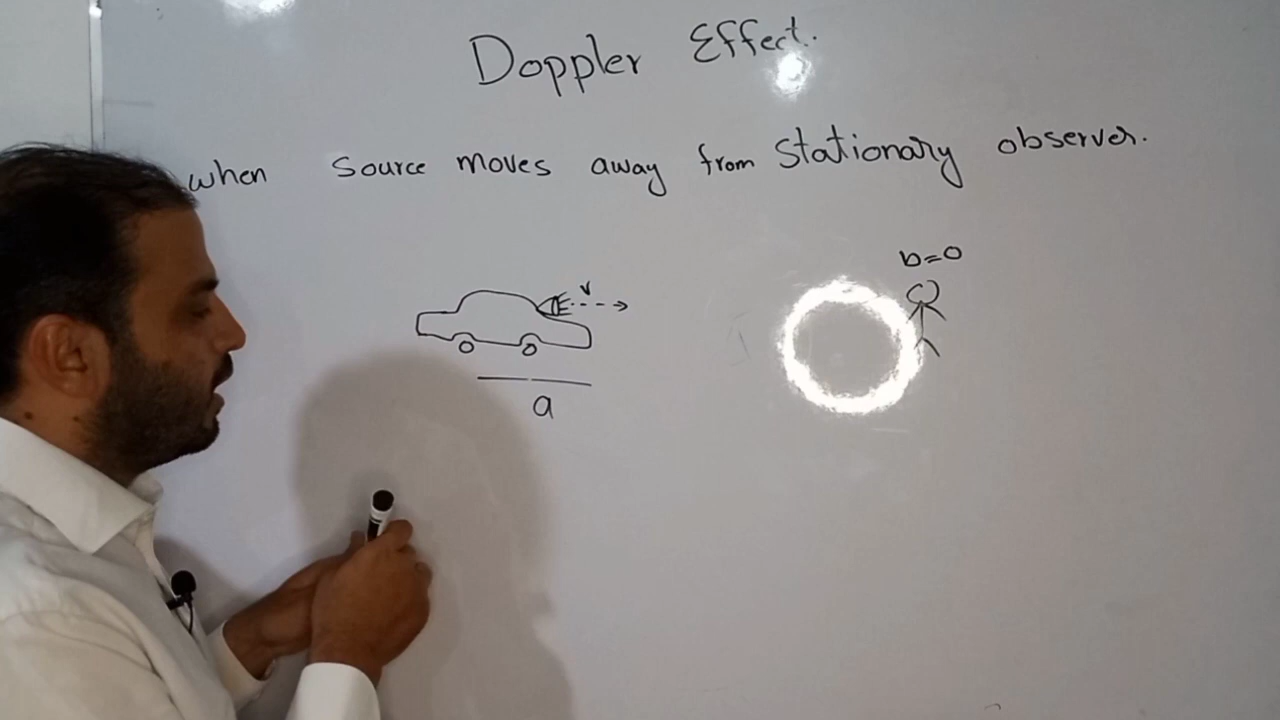 Doppler Effect.
when Source moves away from Stationary observer.
b=0
v
a